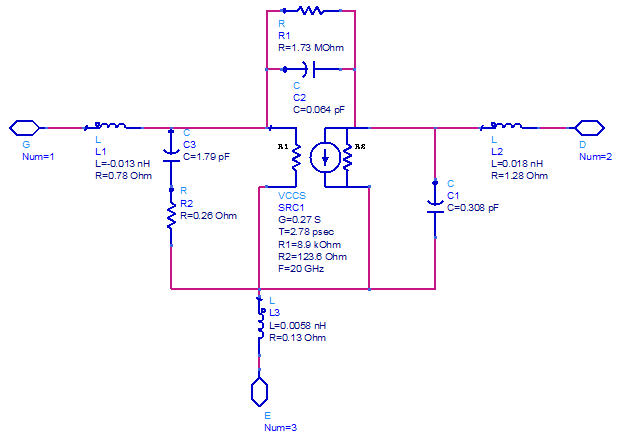 R
R1
R=1.73 MOhm
C
C2
C=0.064 pF
G
Num=1
L
L1
L=-0.013 nH
R=0.78 Ohm
C
C3
C=1.79 pF
R
R2
R=0.26 Ohm
R1
R2
VCCS
SRC1
G=0.27 S
T=2.78 psec
R1=8.9 kOhm
R2=123.6 Ohm
F=20 GHz
L
L2
L=0.018 nH
R=1.28 Ohm
D
Num=2
C
C1
C=0.308 pF
L
L3
L=0.0058 nH
R=0.13 Ohm
E
Num=3